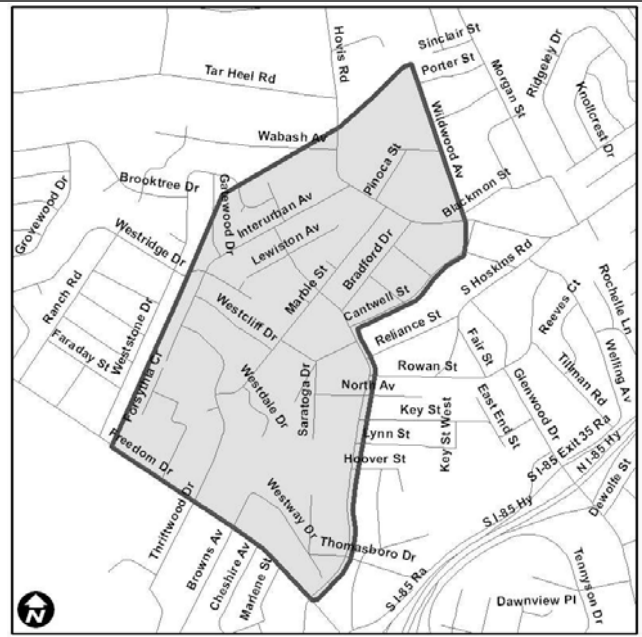 Sinclair St
Hovis Rd
Porter St
Ridgeley Dr
Tar Heel Rd
Morgan St
Knollcrest Dr
Wildwood Av
Wabash Av
Pinoca St
Brooktree Dr
Gatewood Dr
Blackmon St
Grovewood Dr
Interurban Av
Westridge Dr
Lewiston Av
S Hoskins Rd
Bradford Dr
Marble St
Ranch Rd
Reeves Ct
Rochelle Ln
Cantwell St
Westcliff Dr
Weststone Dr
Reliance St
Faraday St
Fair St
Forsythia Cr
Rowan St
Tillman Rd
Welling Av
Westdale Dr
Saratoga Dr
North Av
Glenwood Dr
Key St
East End St
Key St West
Lynn St
Freedom Dr
Hoover St
S I-85 Exit 35 Ra
N I-85 Hy
Thriftwood Dr
Westway Dr
S I-85 Hy
Dewolfe St
Browns Av
Thomasboro Dr
Cheshire Av
Marlene St
S I-85 Ra
Tennyson Dr
Dawnview Pl
N